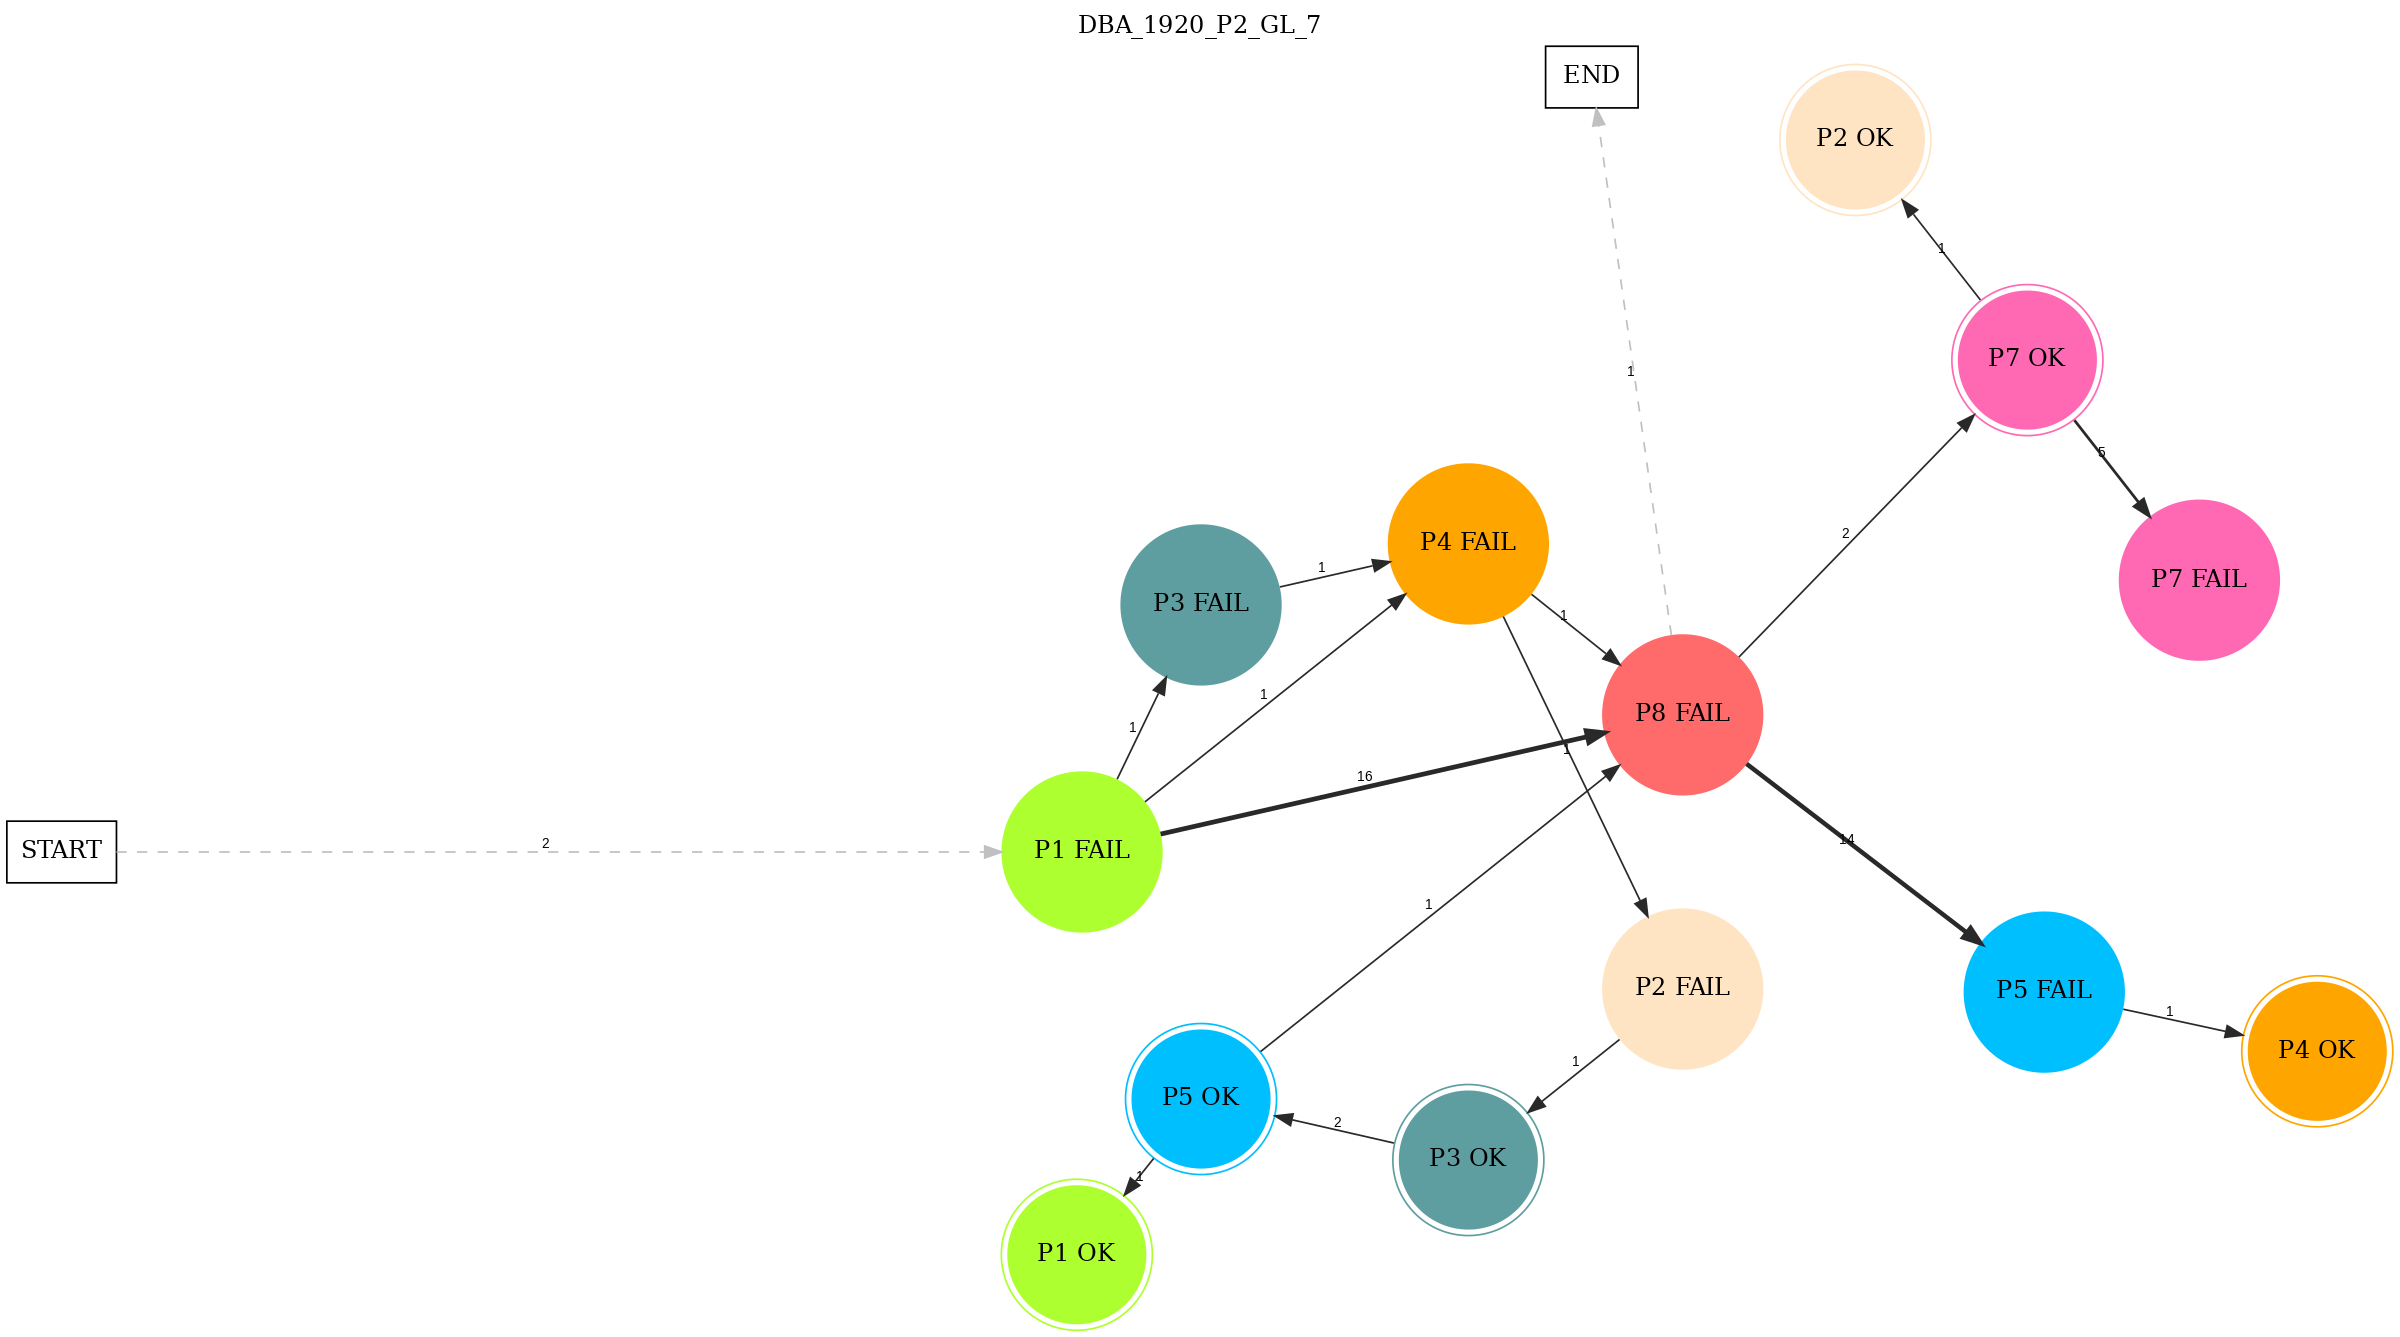 DBA_1920_P2_GL_7
END
P2 OK
1
P7 OK
1
5
P4 FAIL
2
P3 FAIL
1
P7 FAIL
1
1
1
P8 FAIL
1
16
START
2
P1 FAIL
14
1
P2 FAIL
P5 FAIL
1
P4 OK
P5 OK
1
2
P3 OK
1
P1 OK